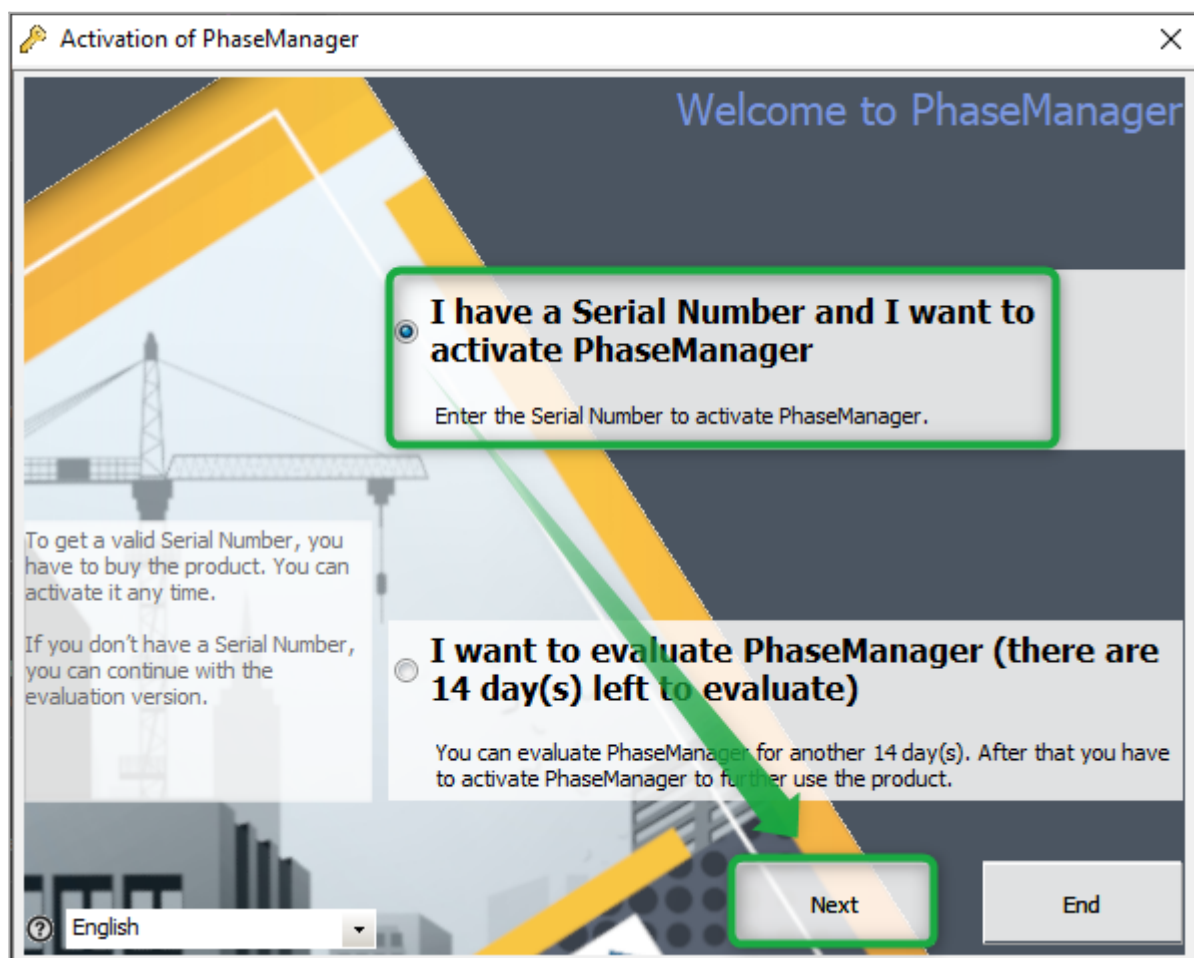 Activation of PhaseManager
Welcome to PhaseManager
I have a Serial Number and I want to
activate PhaseManager
Enter the Serial Number to activate PhaseManager.
To get a valid Serial Number, you
have to buy the product. You can
activate it any time.
If you don't have a Serial Number,
you can continue with the
evaluation version.
I want to evaluate PhaseManager (there are
14 day(s) left to evaluate)
You can evaluate PhaseManager for another 14 day(s). After that you have
to activate PhaseManager to further use the product.
Next
End
English